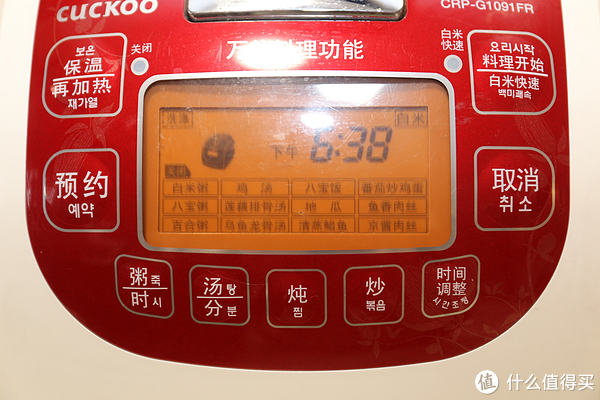 CUCKOO
CRP-G1091FR
万
理功能
보온
保温
再加热
재가열
关闭
白米
快速
요리시작
料理开始
白米快速
백미쾌속
预约
예약
取消
취소
白米
下午 6:38
关闭
白米粥 鸡汤 八宝饭 番茄炒鸡蛋
八宝粥 莲藕排骨汤 地瓜 鱼香肉丝
百合粥 乌鱼龙骨汤 清蒸鲳鱼 京酱肉丝
粥 죽
时 시
汤 탕
分 분
炖
찜
炒
볶음
时间
调整
시간조정
值 什么值得买